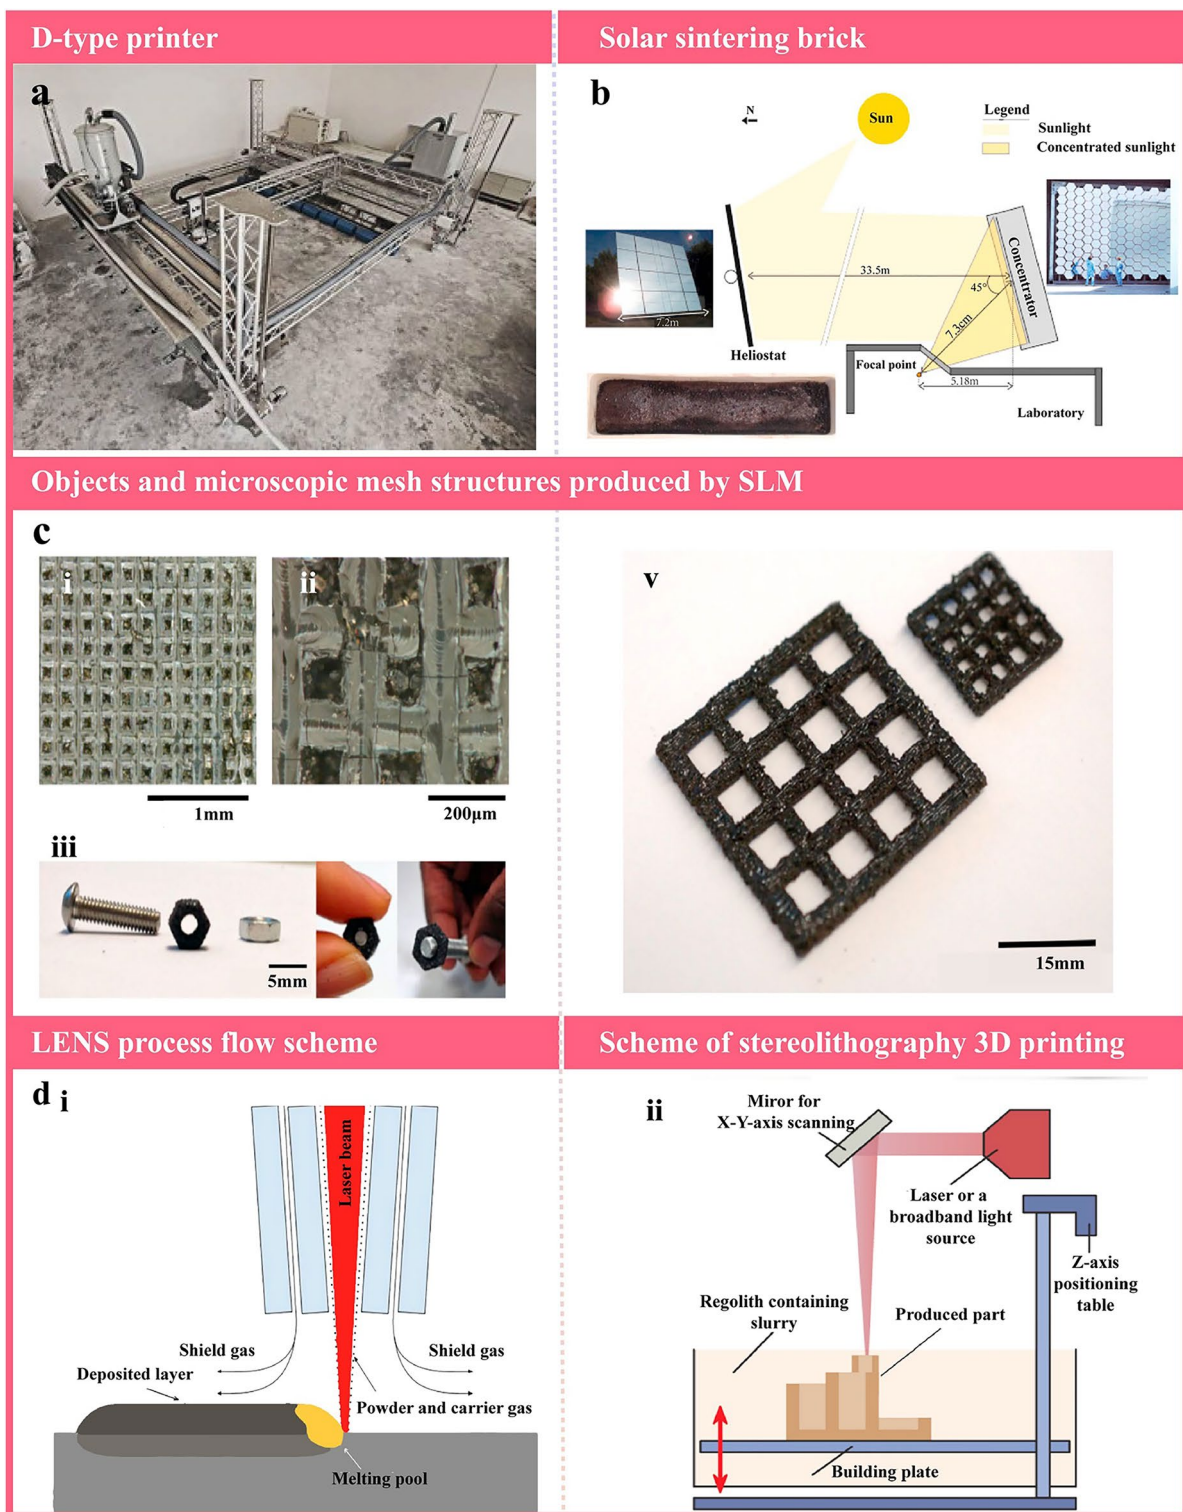 D-type printer
Solar sintering brick
a
b
N
Sun
Legend
Sunlight
Concentrated sunlight
33.5m
Concentrator
45°
7.3cm
7.2m
Heliostat
Focal point
5.18m
Laboratory
Objects and microscopic mesh structures produced by SLM
c
i
ii
1mm
200μm
iii
5mm
v
15mm
LENS process flow scheme
Scheme of stereolithography 3D printing
d i
Laser beam
Shield gas
Shield gas
Deposited layer
Powder and carrier gas
Melting pool
ii
Miror for
X-Y-axis scanning
Laser or a
broadband light
source
Z-axis
positioning
table
Regolith containing
slurry
Produced part
Building plate